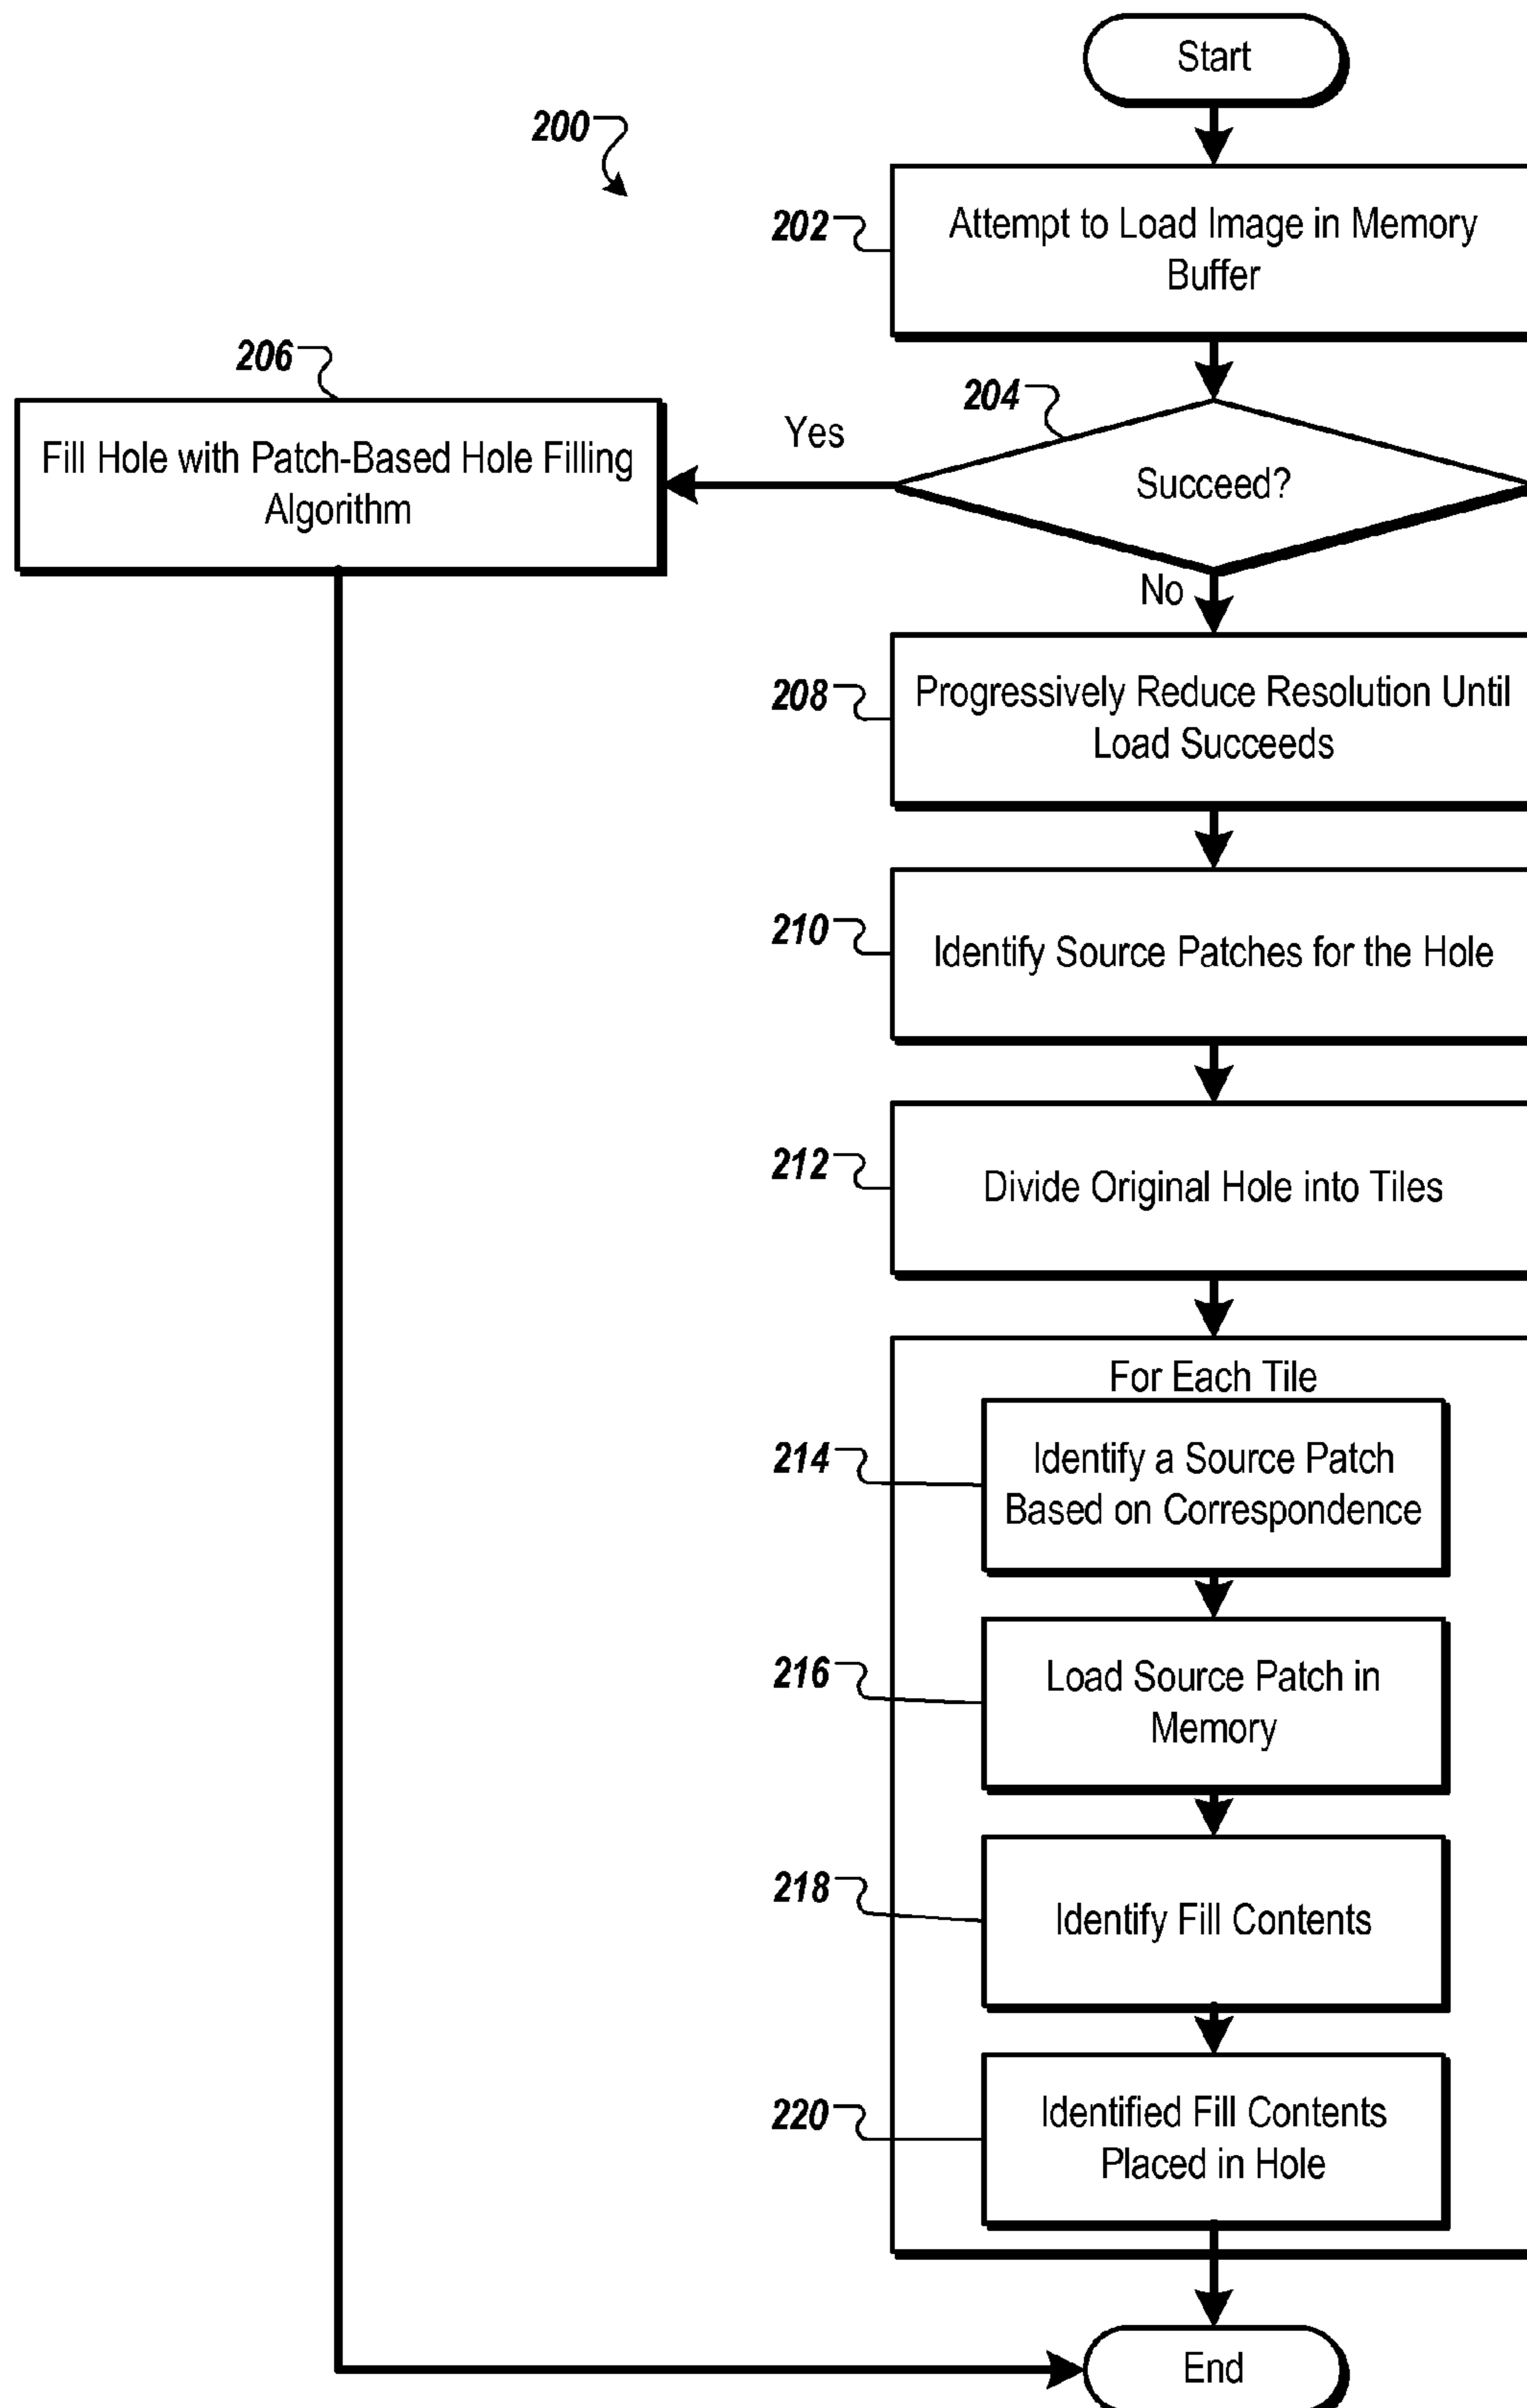 Start
200
202
Attempt to Load Image in Memory
Buffer
206
204
Fill Hole with Patch-Based Hole Filling
Algorithm
Yes
Succeed?
No
208
Progressively Reduce Resolution Until
Load Succeeds
210
Identify Source Patches for the Hole
212
Divide Original Hole into Tiles
For Each Tile
214
Identify a Source Patch
Based on Correspondence
216
Load Source Patch in
Memory
218
Identify Fill Contents
220
Identified Fill Contents
Placed in Hole
End